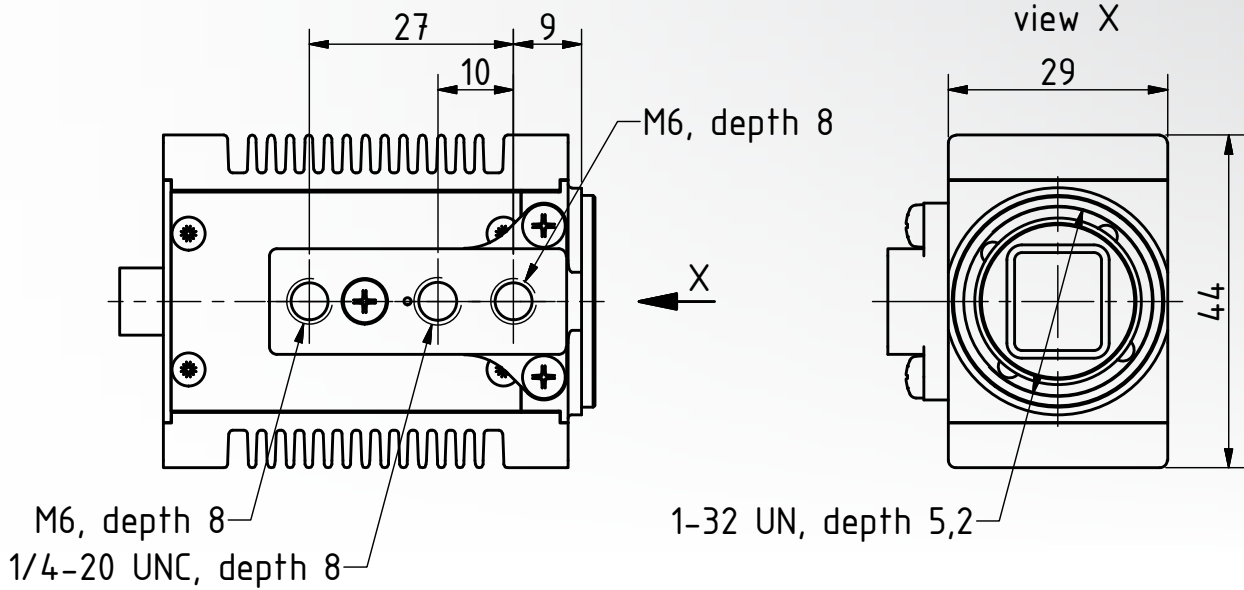 view X
27
9
10
29
M6, depth 8
X
44
M6, depth 8
1-32 UN, depth 5,2
1/4-20 UNC, depth 8